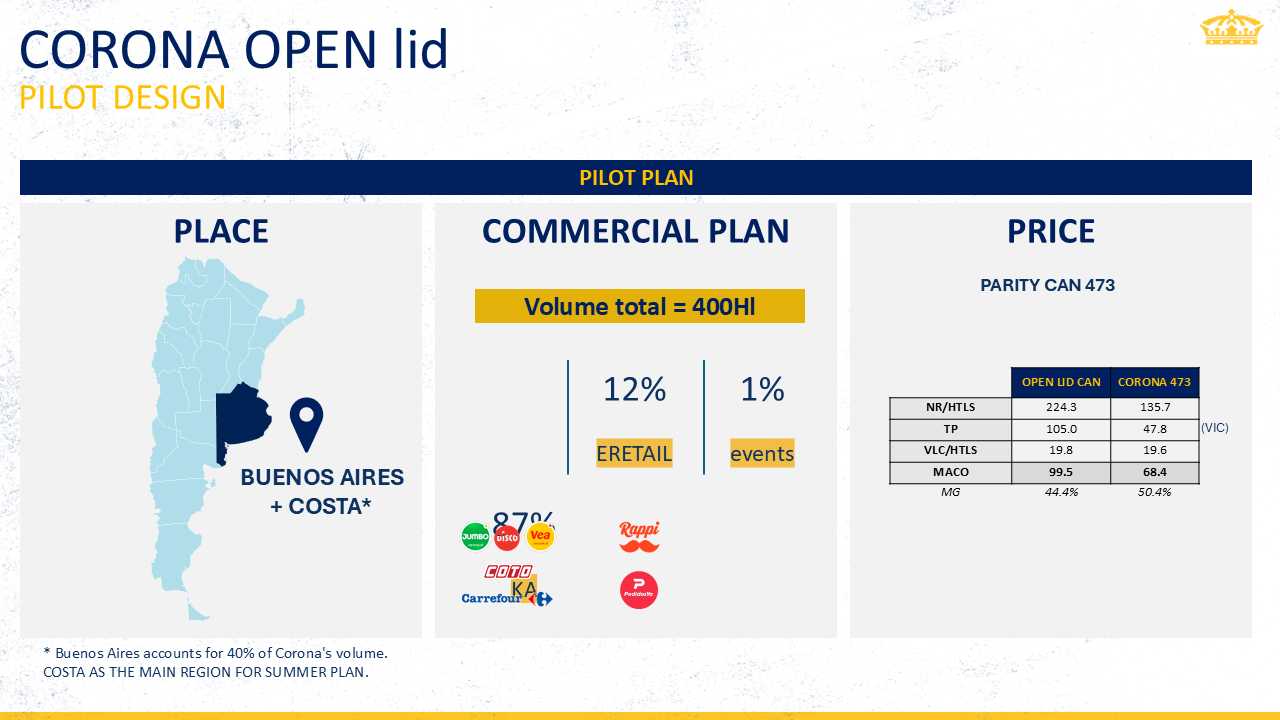 CORONA OPEN lid
PILOT DESIGN
PILOT PLAN
PLACE
BUENOS AIRES
+ COSTA*
COMMERCIAL PLAN
Volume total = 400Hl
12%
1%
ERETAIL
events
87%
JUMBO
DISCO
Vea
COTO
KA
Carrefour
Rappi
PedidosYa
PRICE
PARITY CAN 473
OPEN LID CAN CORONA 473
NR/HTLS 224.3 135.7
TP 105.0 47.8 (VIC)
VLC/HTLS 19.8 19.6
MACO 99.5 68.4
MG 44.4% 50.4%
* Buenos Aires accounts for 40% of Corona's volume.
COSTA AS THE MAIN REGION FOR SUMMER PLAN.